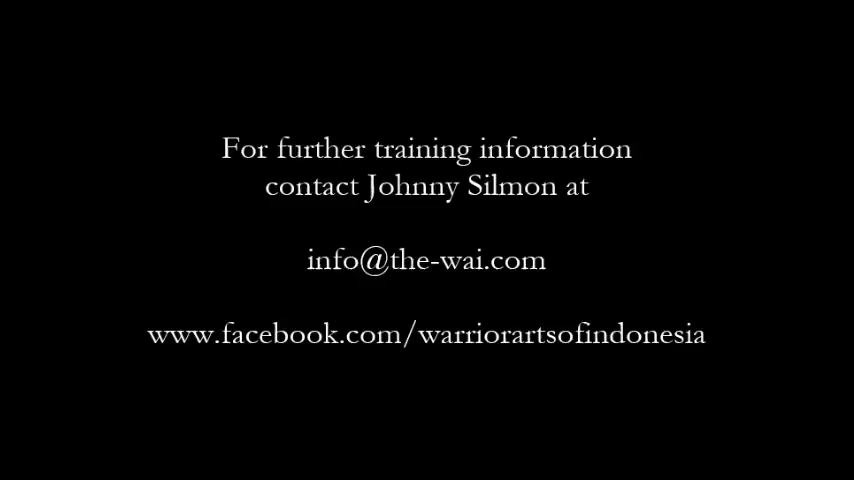 For further training information
contact Johnny Silmon at
info@the-wai.com
www.facebook.com/warriorartsofindonesia